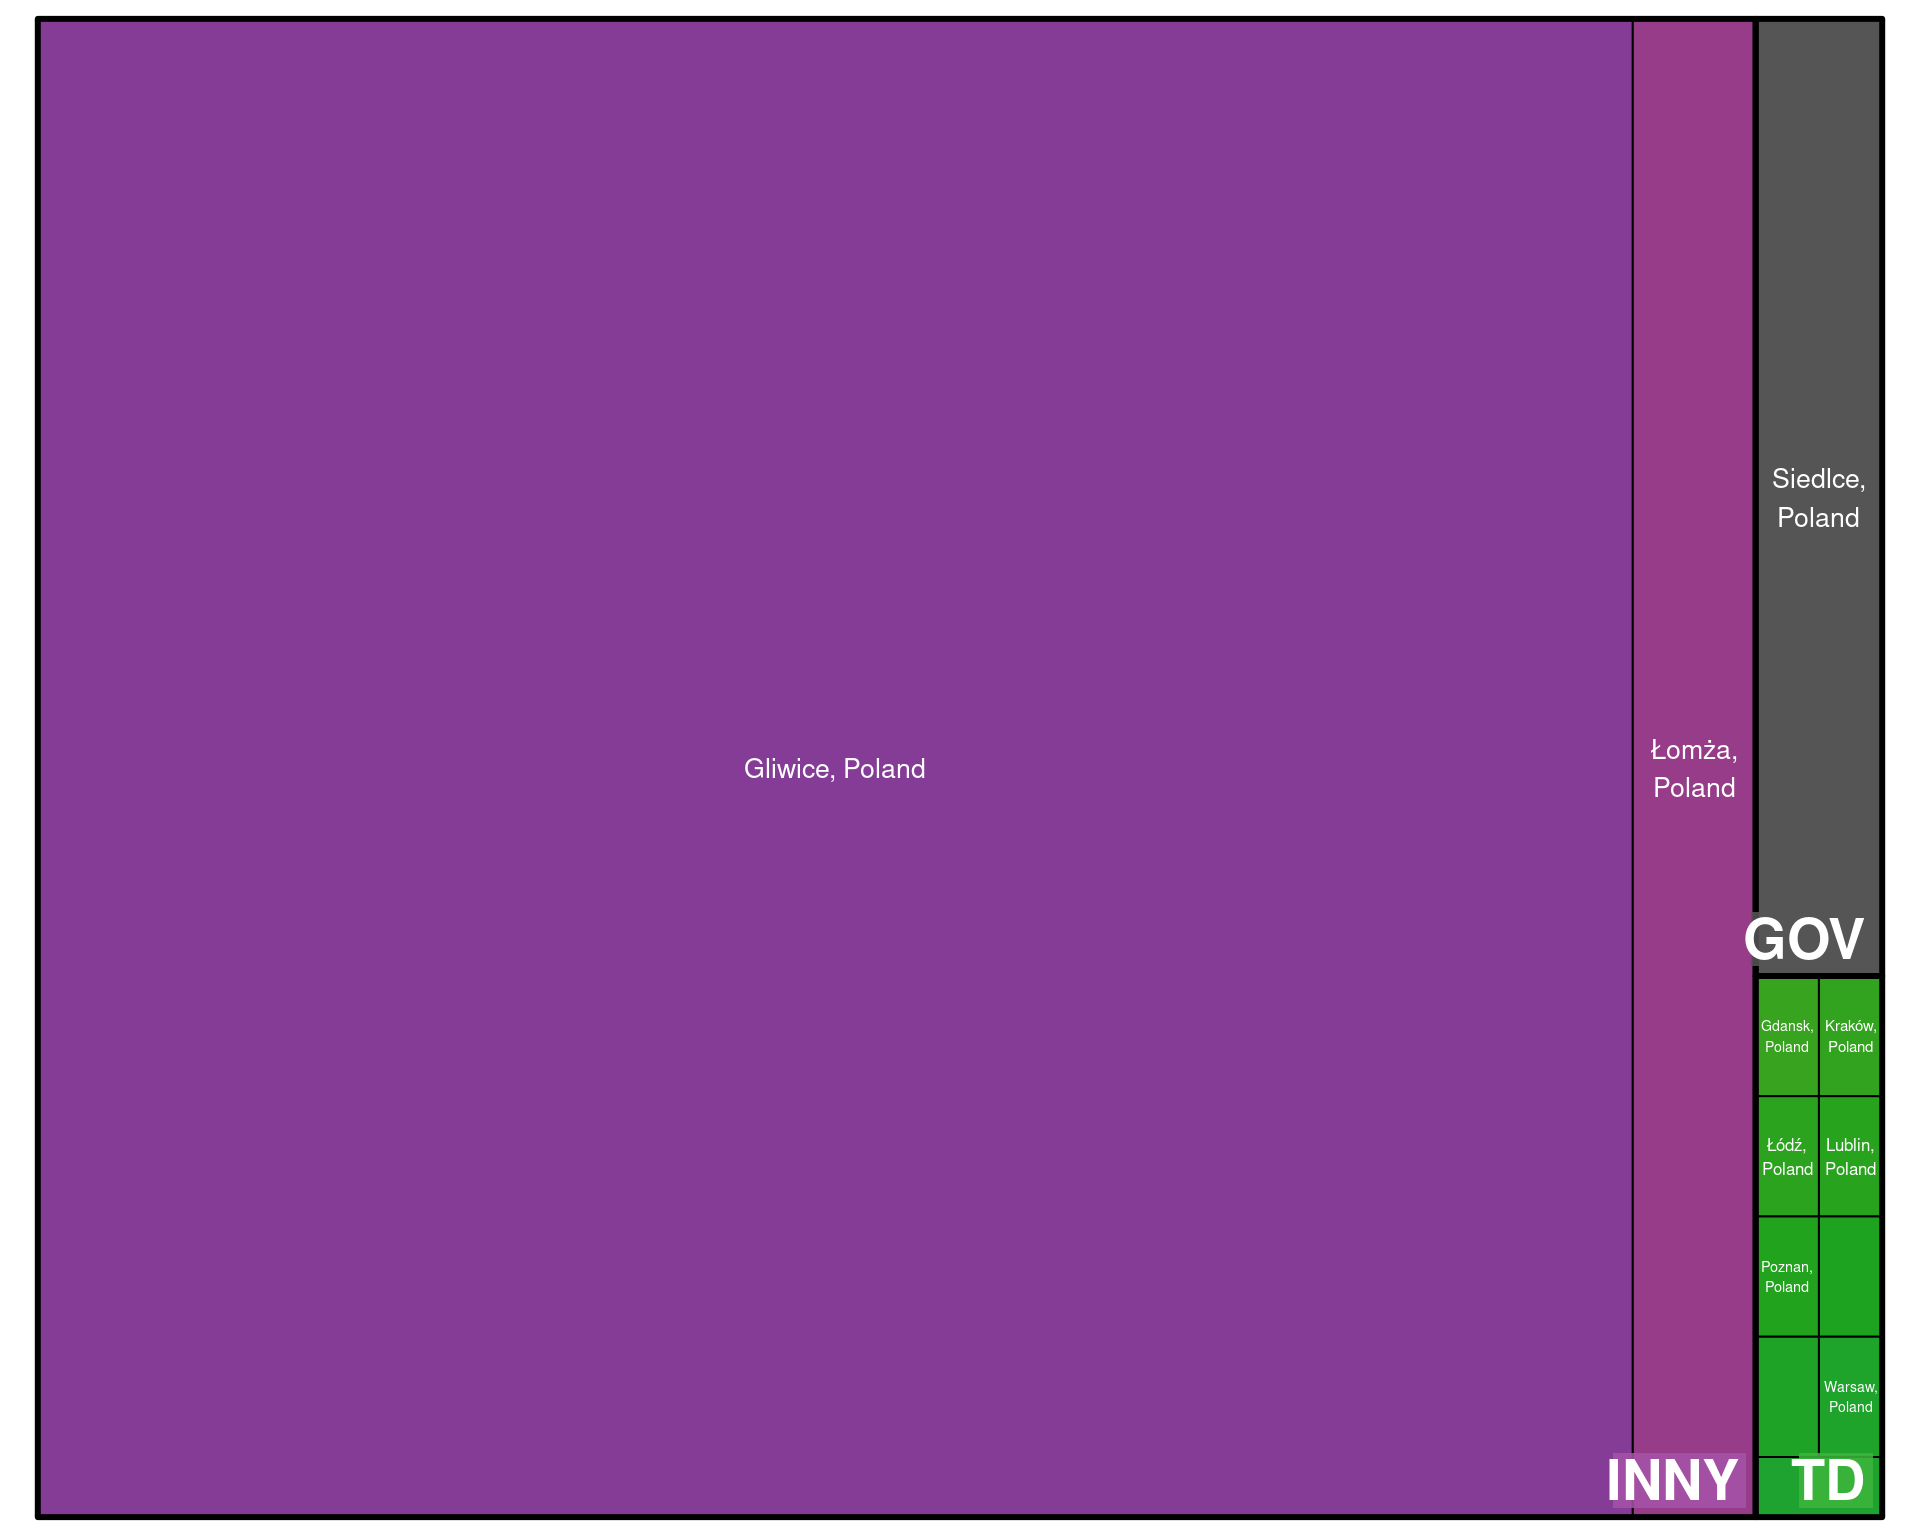 Gliwice, Poland
Łomża,
Poland
INNY
Siedlce,
Poland
GOV
Gdansk,
Poland
Kraków,
Poland
Łódź,
Poland
Lublin,
Poland
Poznan,
Poland
Warsaw,
Poland
TD